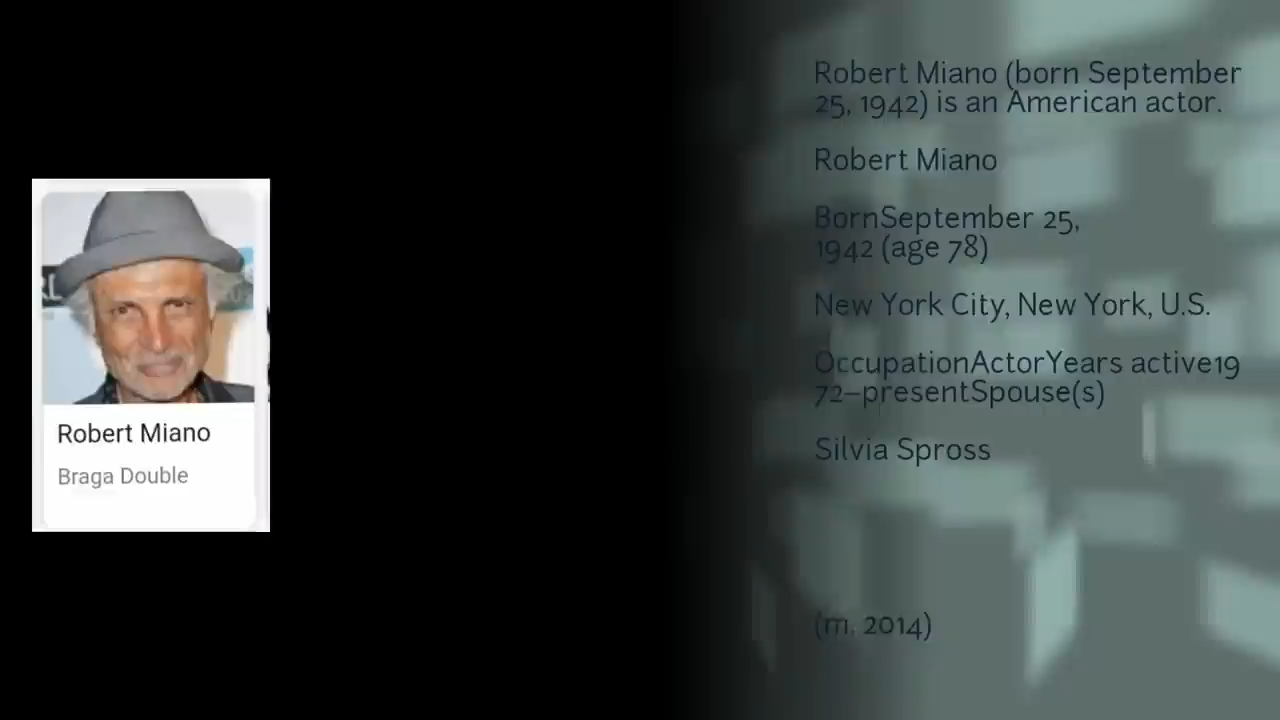 Robert Miano
Braga Double
Robert Miano (born September
25, 1942) is an American actor.
Robert Miano
BornSeptember 25,
1942 (age 78)
New York City, New York, U.S.
OccupationActorYears active19
72–presentSpouse(s)
Silvia Spross
(m. 2014)